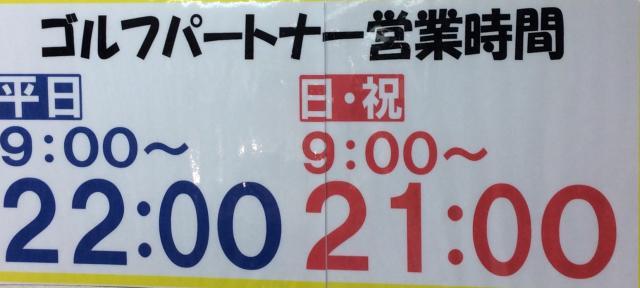 ゴルフパートナー営業時間
平日
9:00～
22:00
日・祝
9:00～
21:00